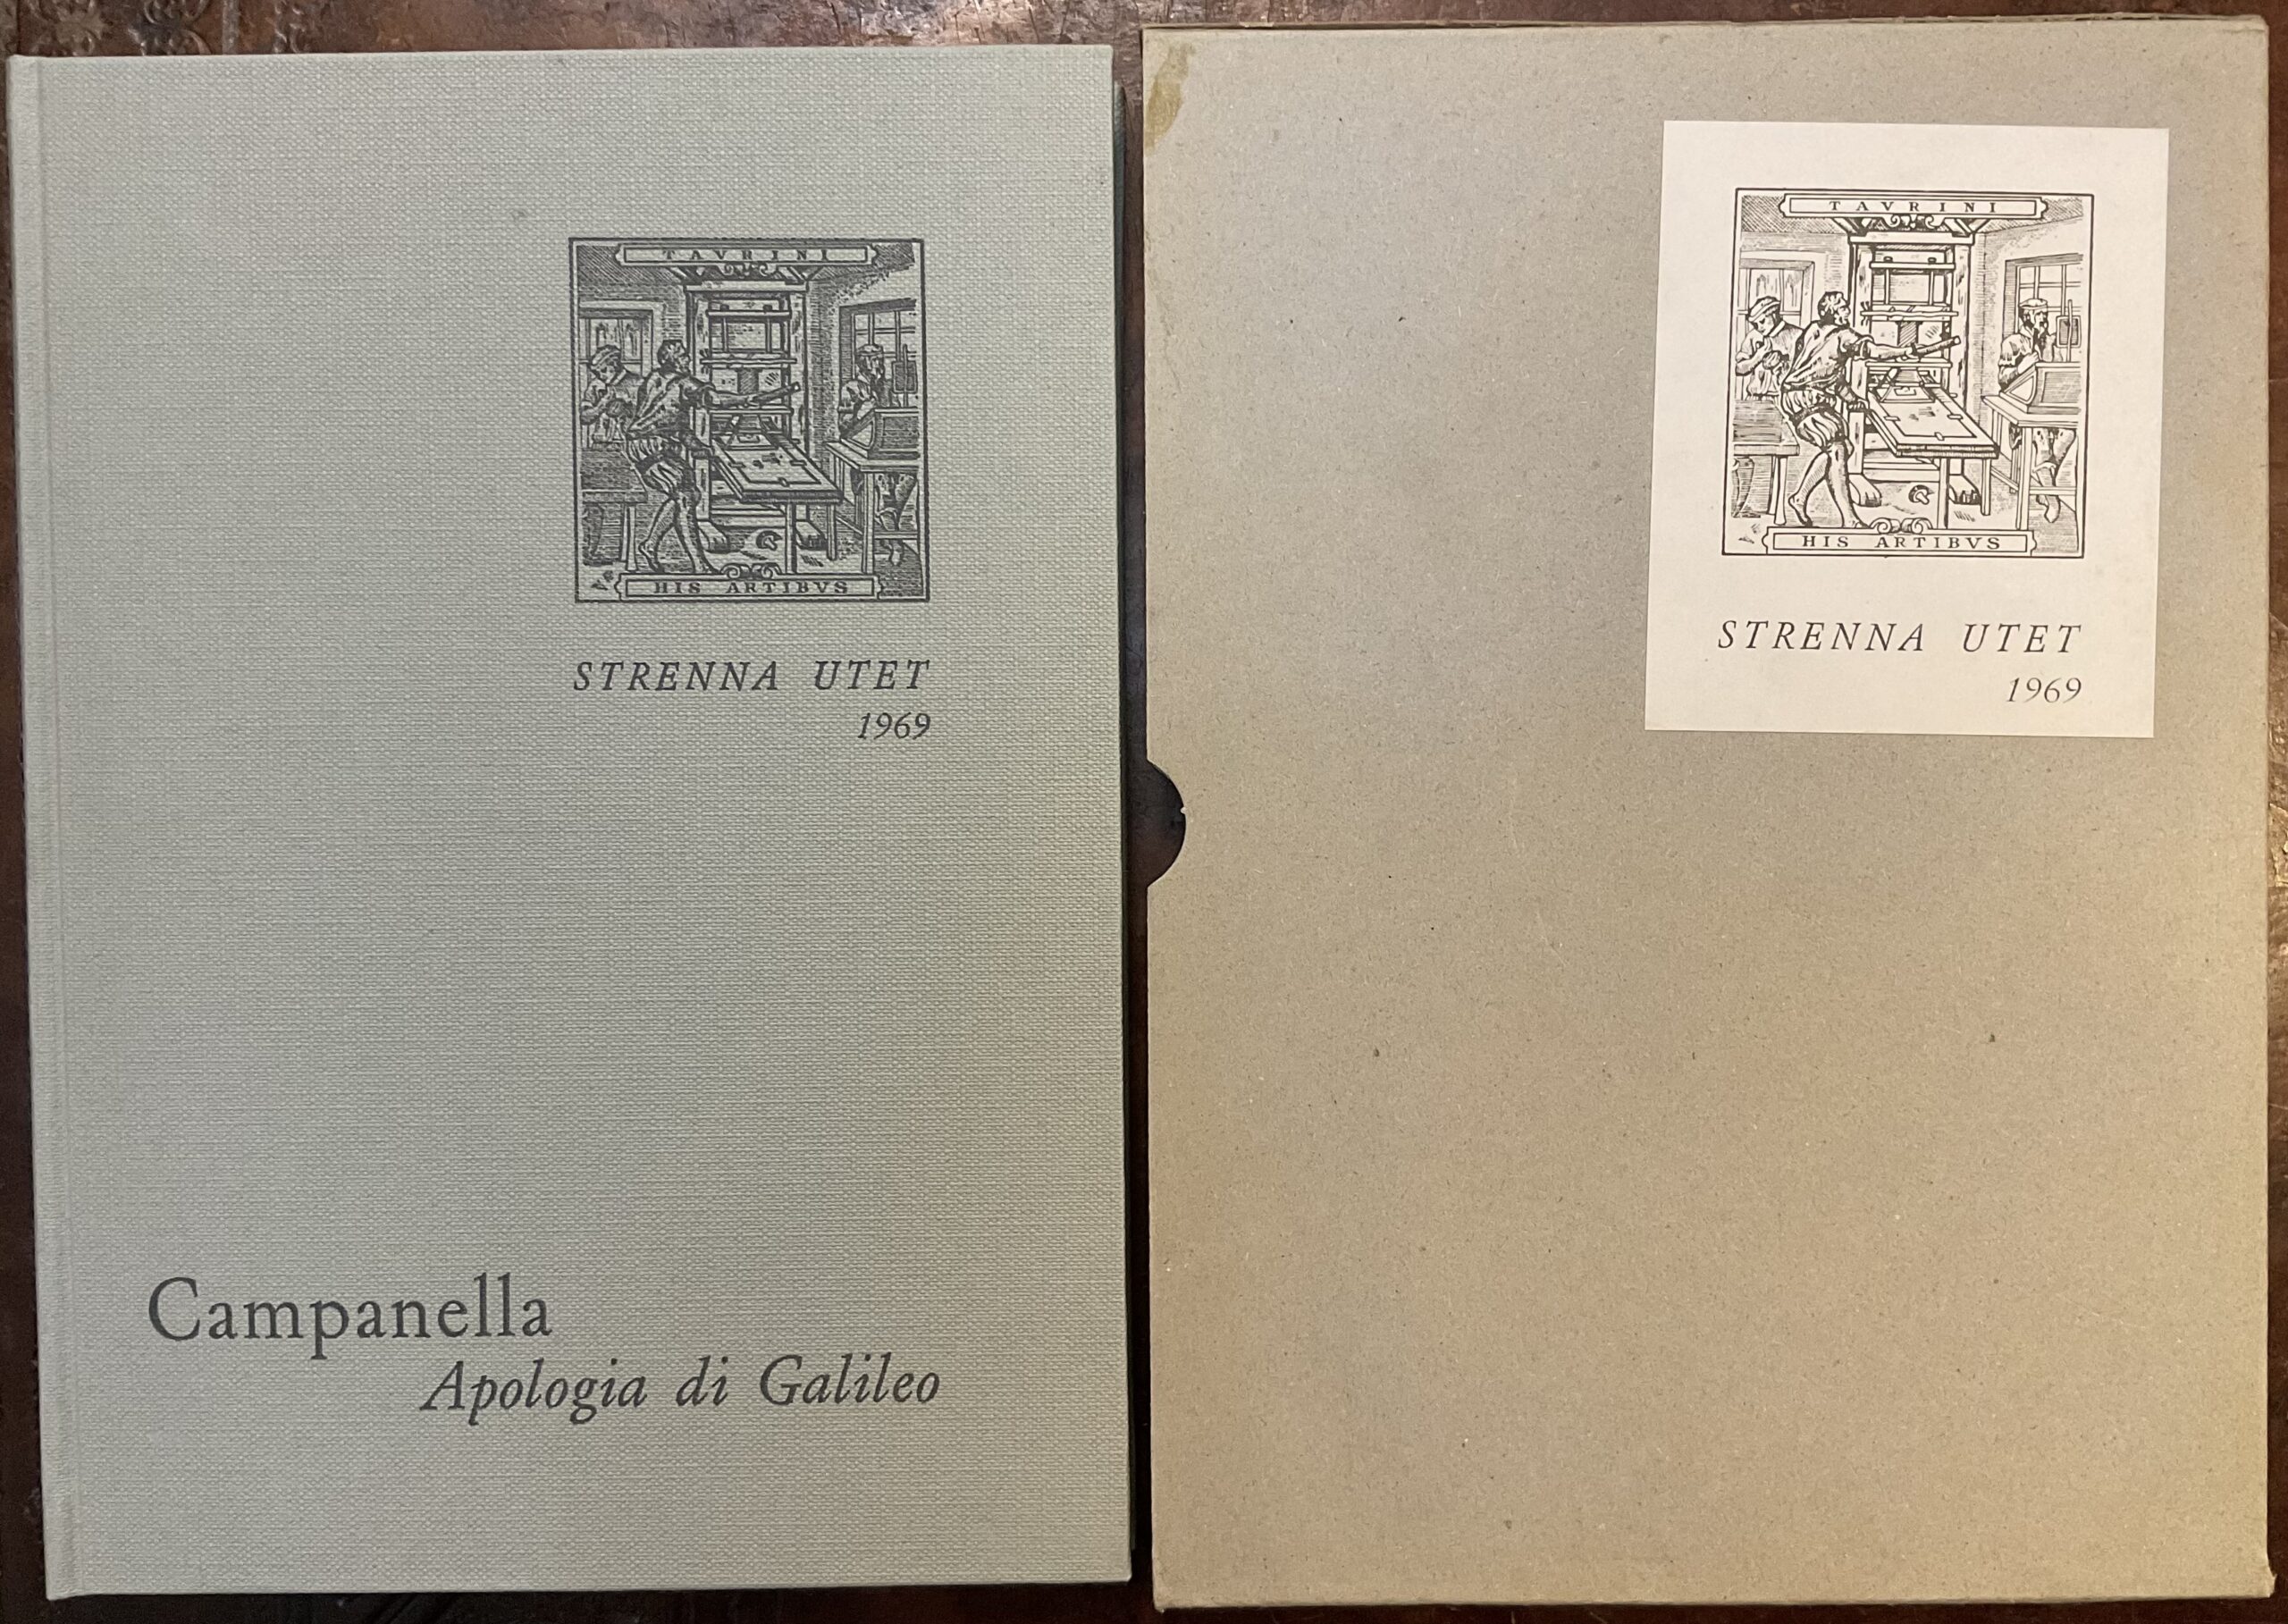 TAVRINI
HIS ARTIBVS
STRENNA UTET
1969
Campanella
Apologia di Galileo
TAVRINI
HIS ARTIBVS
STRENNA UTET
1969